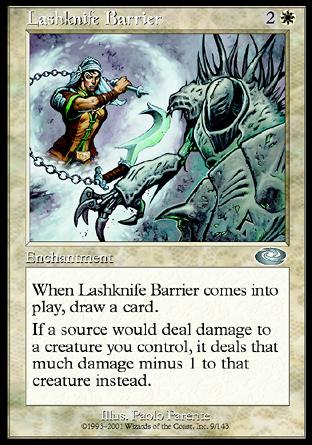 Lashknife Barrier 2
Enchantment
When Lashknife Barrier comes into
play, draw a card.
If a source would deal damage to
a creature you control, it deals that
much damage minus 1 to that
creature instead.
Illus. Paolo Parente
©1993-2001 Wizards of the Coast, Inc. 9/143